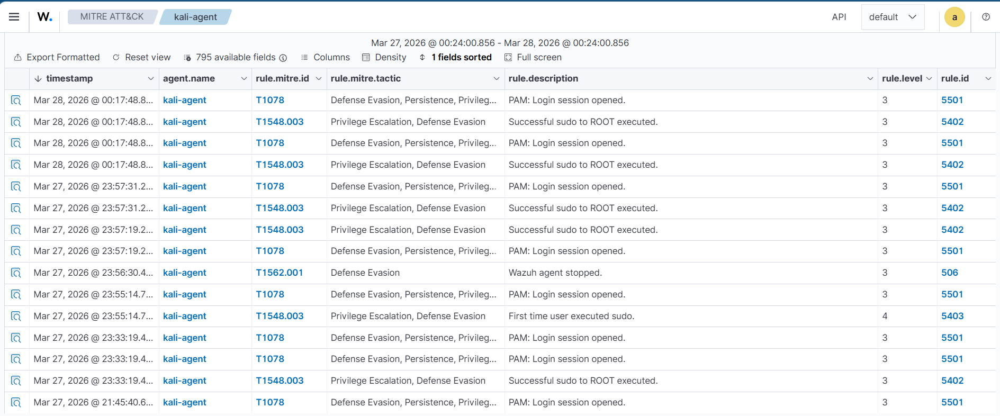 W. MITRE ATT&CK kali-agent API default a
Mar 27, 2026 @ 00:24:00.856 - Mar 28, 2026 @ 00:24:00.856
Export Formatted Reset view 795 available fields Columns Density 1 fields sorted Full screen
timestamp agent.name rule.mitre.id rule.mitre.tactic rule.description rule.level rule.id
Mar 28, 2026 @ 00:17:48.8... kali-agent T1078 Defense Evasion, Persistence, Privileg... PAM: Login session opened. 3 5501
Mar 28, 2026 @ 00:17:48.8... kali-agent T1548.003 Privilege Escalation, Defense Evasion Successful sudo to ROOT executed. 3 5402
Mar 28, 2026 @ 00:17:48.8... kali-agent T1078 Defense Evasion, Persistence, Privileg... PAM: Login session opened. 3 5501
Mar 28, 2026 @ 00:17:48.8... kali-agent T1548.003 Privilege Escalation, Defense Evasion Successful sudo to ROOT executed. 3 5402
Mar 27, 2026 @ 23:57:31.2... kali-agent T1078 Defense Evasion, Persistence, Privileg... PAM: Login session opened. 3 5501
Mar 27, 2026 @ 23:57:31.2... kali-agent T1548.003 Privilege Escalation, Defense Evasion Successful sudo to ROOT executed. 3 5402
Mar 27, 2026 @ 23:57:19.2... kali-agent T1548.003 Privilege Escalation, Defense Evasion Successful sudo to ROOT executed. 3 5402
Mar 27, 2026 @ 23:57:19.2... kali-agent T1078 Defense Evasion, Persistence, Privileg... PAM: Login session opened. 3 5501
Mar 27, 2026 @ 23:56:30.4... kali-agent T1562.001 Defense Evasion Wazuh agent stopped. 3 506
Mar 27, 2026 @ 23:55:14.7... kali-agent T1078 Defense Evasion, Persistence, Privileg... PAM: Login session opened. 3 5501
Mar 27, 2026 @ 23:55:14.7... kali-agent T1548.003 Privilege Escalation, Defense Evasion First time user executed sudo. 4 5403
Mar 27, 2026 @ 23:33:19.4... kali-agent T1078 Defense Evasion, Persistence, Privileg... PAM: Login session opened. 3 5501
Mar 27, 2026 @ 23:33:19.4... kali-agent T1078 Defense Evasion, Persistence, Privileg... PAM: Login session opened. 3 5501
Mar 27, 2026 @ 23:33:19.4... kali-agent T1548.003 Privilege Escalation, Defense Evasion Successful sudo to ROOT executed. 3 5402
Mar 27, 2026 @ 21:45:40.6... kali-agent T1078 Defense Evasion, Persistence, Privileg... PAM: Login session opened. 3 5501